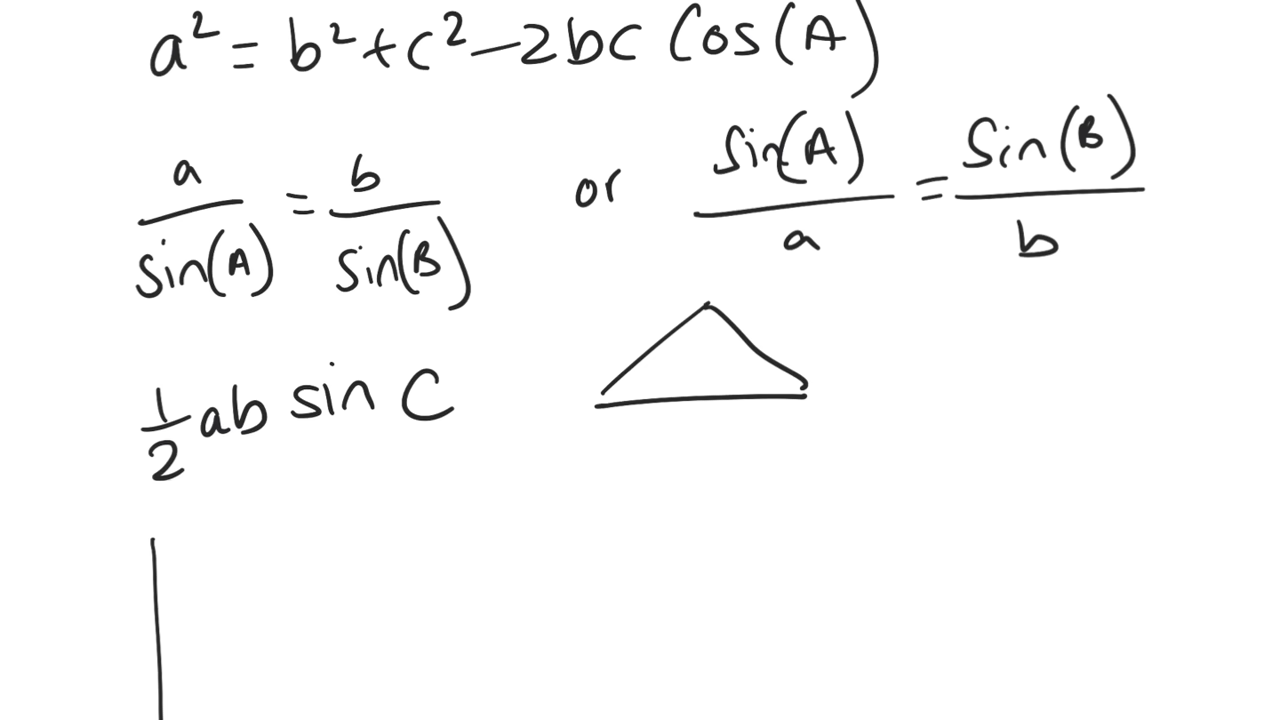 a² = b² + c² - 2bc Cos(A)
a/sin(A) = b/sin(B) or sin(A)/a = Sin(B)/b
1/2 ab sin C